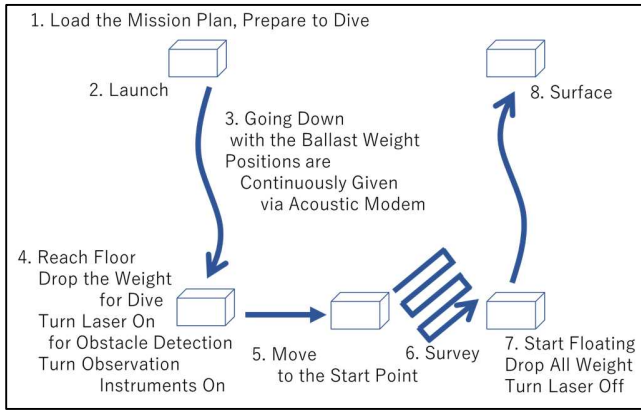 1. Load the Mission Plan, Prepare to Dive
2. Launch
3. Going Down
with the Ballast Weight
Positions are
Continuously Given
via Acoustic Modem
4. Reach Floor
Drop the Weight
for Dive
Turn Laser On
for Obstacle Detection
Turn Observation
Instruments On
5. Move
to the Start Point
6. Survey
7. Start Floating
Drop All Weight
Turn Laser Off
8. Surface